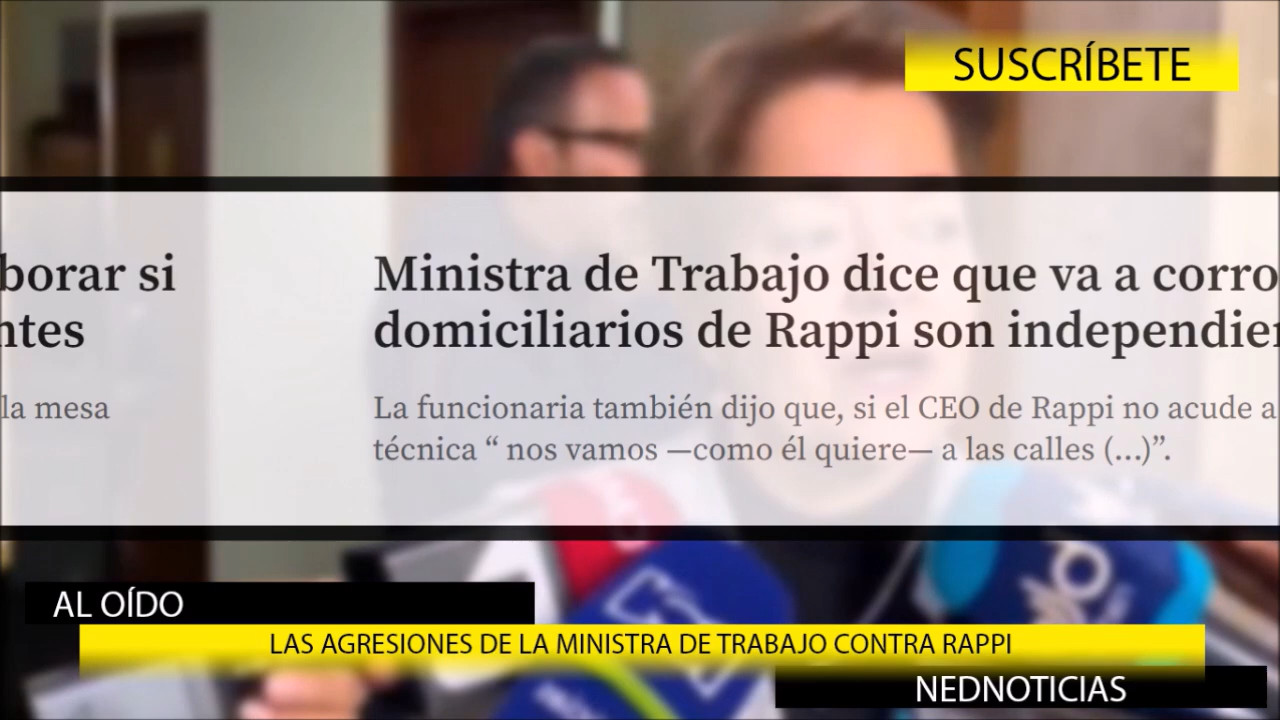 SUSCRÍBETE
borar si
ntes
la mesa
Ministra de Trabajo dice que va a corro
domiciliarios de Rappi son independie
La funcionaria también dijo que, si el CEO de Rappi no acude a
técnica “ nos vamos —como él quiere— a las calles (...)”.
AL OÍDO
LAS AGRESIONES DE LA MINISTRA DE TRABAJO CONTRA RAPPI
NEDNOTICIAS